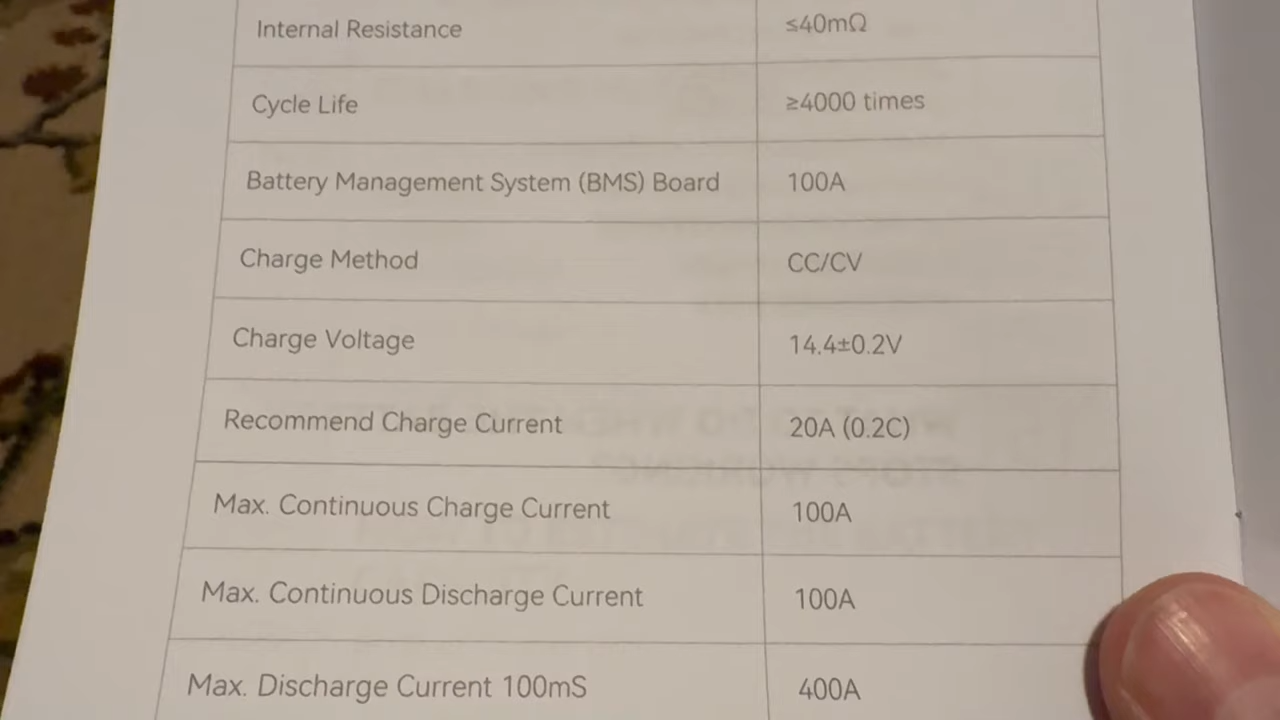 Internal Resistance ≤40mΩ
Cycle Life ≥4000 times
Battery Management System (BMS) Board 100A
Charge Method CC/CV
Charge Voltage 14.4±0.2V
Recommend Charge Current 20A (0.2C)
Max. Continuous Charge Current 100A
Max. Continuous Discharge Current 100A
Max. Discharge Current 100mS 400A